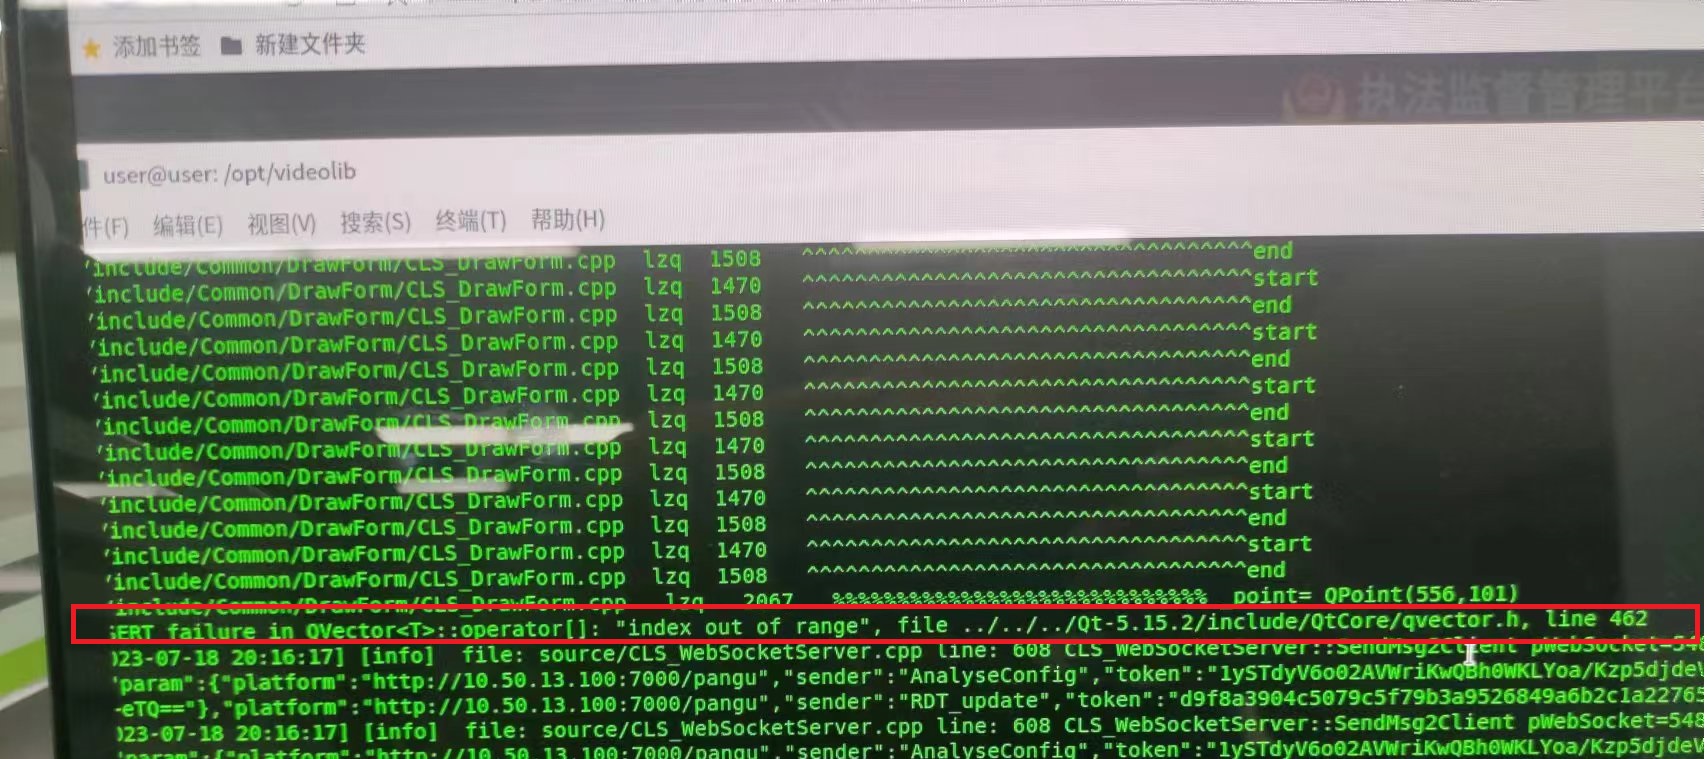 添加书签 新建文件夹
执法监督管理平台
user@user: /opt/videolib
件(F) 编辑(E) 视图(V) 搜索(S) 终端(T) 帮助(H)
'include/Common/DrawForm/CLS_DrawForm.cpp lzq 1508 ^^^^^^^^^^^^^^^^^^^^^^^^^^^^^^^^^^end
'include/Common/DrawForm/CLS_DrawForm.cpp lzq 1470 ^^^^^^^^^^^^^^^^^^^^^^^^^^^^^^^^^^start
'include/Common/DrawForm/CLS_DrawForm.cpp lzq 1508 ^^^^^^^^^^^^^^^^^^^^^^^^^^^^^^^^^^end
'include/Common/DrawForm/CLS_DrawForm.cpp lzq 1470 ^^^^^^^^^^^^^^^^^^^^^^^^^^^^^^^^^^start
'include/Common/DrawForm/CLS_DrawForm.cpp lzq 1508 ^^^^^^^^^^^^^^^^^^^^^^^^^^^^^^^^^^end
'include/Common/DrawForm/CLS_DrawForm.cpp lzq 1470 ^^^^^^^^^^^^^^^^^^^^^^^^^^^^^^^^^^start
'include/Common/DrawForm/CLS_DrawForm.cpp lzq 1508 ^^^^^^^^^^^^^^^^^^^^^^^^^^^^^^^^^^end
'include/Common/DrawForm/CLS_DrawForm.cpp lzq 1470 ^^^^^^^^^^^^^^^^^^^^^^^^^^^^^^^^^^start
'include/Common/DrawForm/CLS_DrawForm.cpp lzq 1508 ^^^^^^^^^^^^^^^^^^^^^^^^^^^^^^^^^^end
'include/Common/DrawForm/CLS_DrawForm.cpp lzq 1470 ^^^^^^^^^^^^^^^^^^^^^^^^^^^^^^^^^^start
'include/Common/DrawForm/CLS_DrawForm.cpp lzq 1508 ^^^^^^^^^^^^^^^^^^^^^^^^^^^^^^^^^^end
'include/Common/DrawForm/CLS_DrawForm.cpp lzq 1470 ^^^^^^^^^^^^^^^^^^^^^^^^^^^^^^^^^^start
'include/Common/DrawForm/CLS_DrawForm.cpp lzq 1508 ^^^^^^^^^^^^^^^^^^^^^^^^^^^^^^^^^^end
'include/Common/DrawForm/CLS_DrawForm.cpp lzq 2067 %%%%%%%%%%%%%%%%%%%%%%%%%%%%% point= QPoint(556,101)
SERT failure in QVector<T>::operator[]: "index out of range", file ../../../Qt-5.15.2/include/QtCore/qvector.h, line 462
023-07-18 20:16:17] [info] file: source/CLS_WebSocketServer.cpp line: 608 CLS_WebSocketServer::SendMsg2Client pWebSocket=548
'param":{"platform":"http://10.50.13.100:7000/pangu","sender":"AnalyseConfig","token":"1ySTdyV6o02AVWriKwQBh0WKLYoa/Kzp5djdeV
-eTQ=="},"platform":"http://10.50.13.100:7000/pangu","sender":"RDT_update","token":"d9f8a3904c5079c5f79b3a9526849a6b2c1a22765
023-07-18 20:16:17] [info] file: source/CLS_WebSocketServer.cpp line: 608 CLS_WebSocketServer::SendMsg2Client pWebSocket=548
'param":{"platform":"http://10.50.13.100:7000/pangu","sender":"AnalyseConfig","token":"1ySTdyV6o02AVWriKwQBh0WKLYoa/Kzp5djdeV